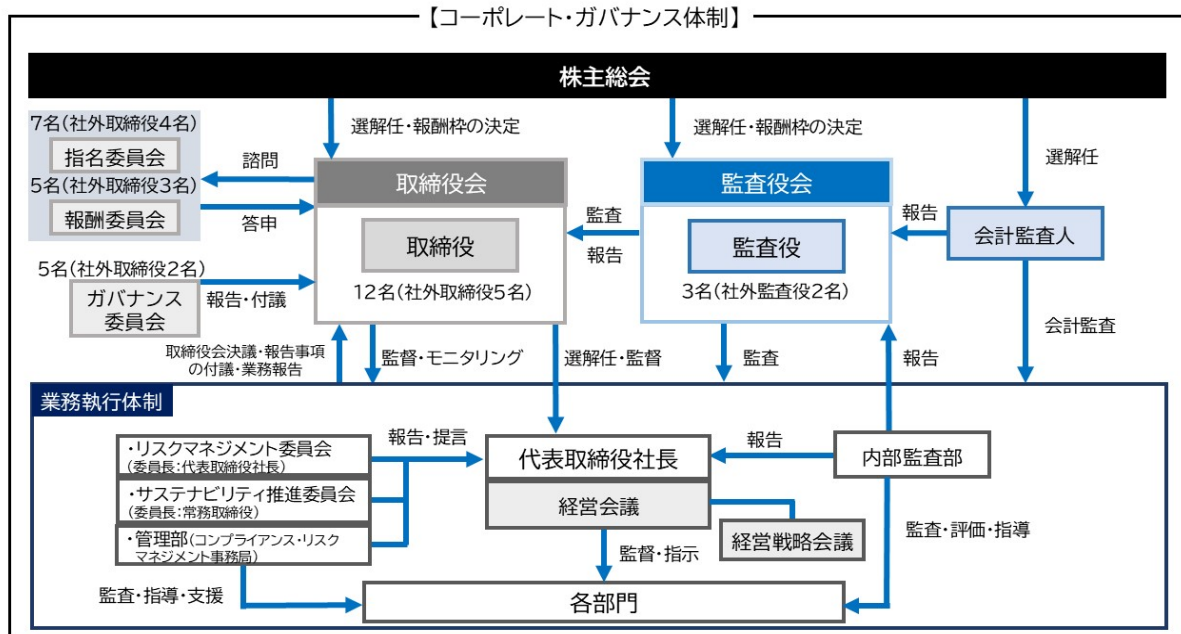 【コーポレート・ガバナンス体制】
株主総会
7名(社外取締役4名)
指名委員会
5名(社外取締役3名)
報酬委員会
諮問
答申
選解任・報酬枠の決定
選解任・報酬枠の決定
選解任
取締役会
取締役
12名(社外取締役5名)
監査
報告
監査役会
監査役
3名(社外監査役2名)
報告
会計監査人
5名(社外取締役2名)
ガバナンス
委員会
報告・付議
取締役会決議・報告事項
の付議・業務報告
監督・モニタリング
選解任・監督
監査
報告
会計監査
業務執行体制
・リスクマネジメント委員会
(委員長:代表取締役社長)
・サステナビリティ推進委員会
(委員長:常務取締役)
・管理部(コンプライアンス・リスク
マネジメント事務局)
報告・提言
代表取締役社長
経営会議
報告
内部監査部
経営戦略会議
監督・指示
監査・評価・指導
監査・指導・支援
各部門